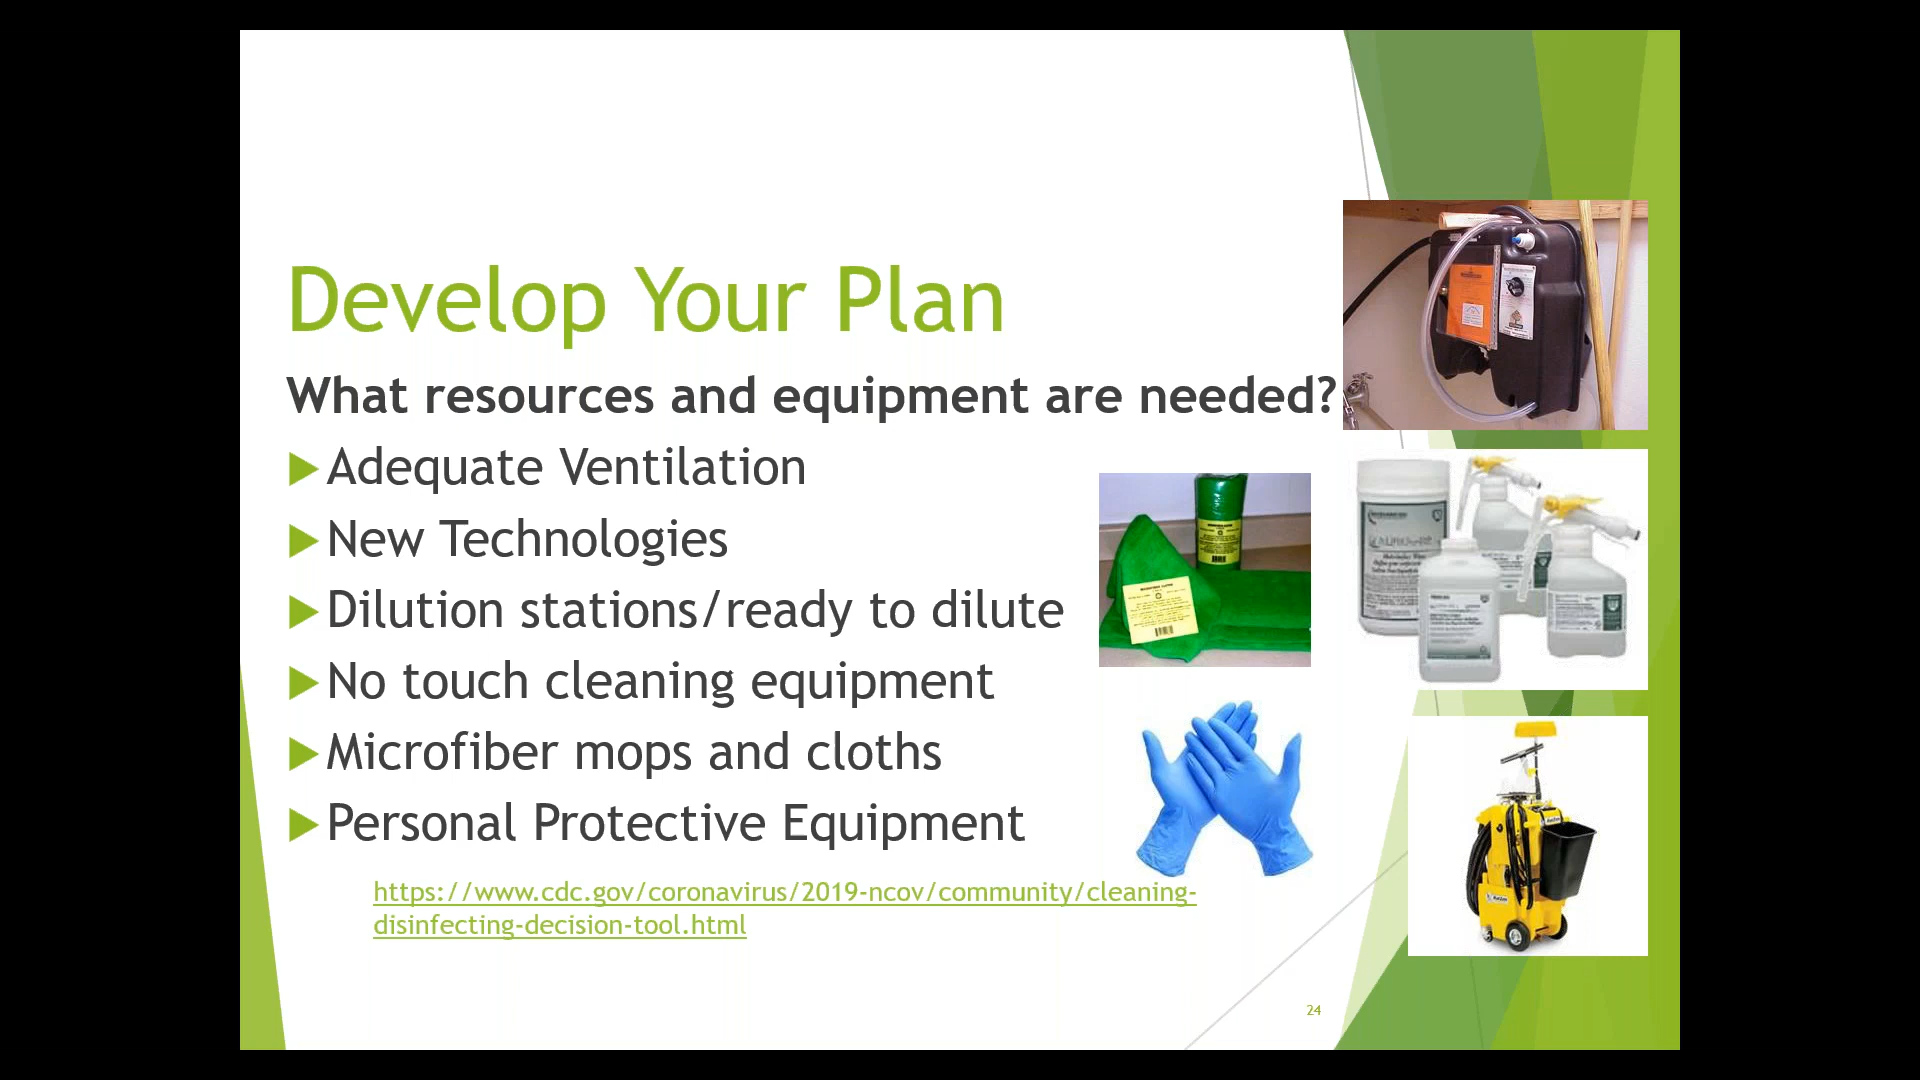 Develop Your Plan
What resources and equipment are needed?
Adequate Ventilation
New Technologies
Dilution stations/ready to dilute
No touch cleaning equipment
Microfiber mops and cloths
Personal Protective Equipment
https://www.cdc.gov/coronavirus/2019-ncov/community/cleaning-
disinfecting-decision-tool.html
24